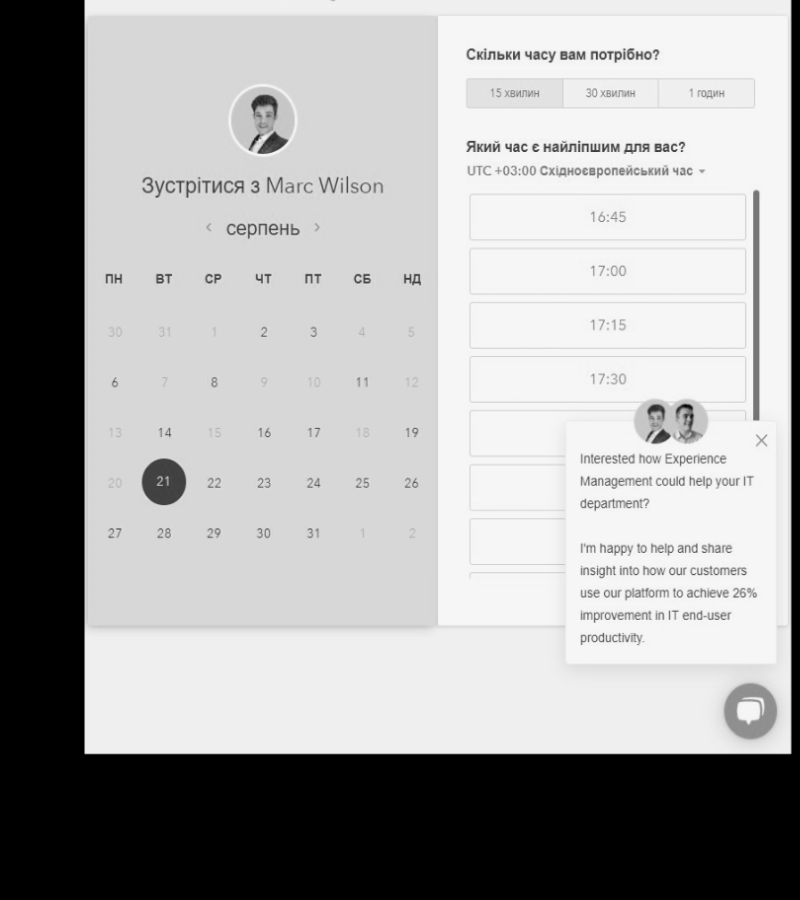 Зустрітися з Marc Wilson
серпень
ПН ВТ СР ЧТ ПТ СБ НД
30 31 1 2 3 4 5
6 7 8 9 10 11 12
13 14 15 16 17 18 19
20 21 22 23 24 25 26
27 28 29 30 31 1 2
Скільки часу вам потрібно?
15 хвилин 30 хвилин 1 годин
Який час є найліпшим для вас?
UTC +03:00 Східноєвропейський час
16:45
17:00
17:15
17:30
Interested how Experience
Management could help your IT
department?
I'm happy to help and share
insight into how our customers
use our platform to achieve 26%
improvement in IT end-user
productivity.